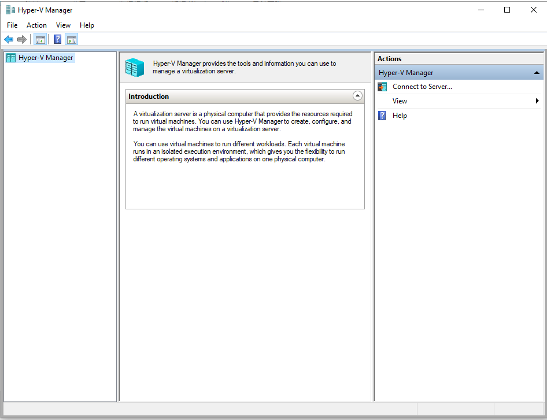 Hyper-V Manager
File Action View Help
Hyper-V Manager
Hyper-V Manager provides the tools and information you can use to
manage a virtualization server.
Introduction
A virtualization server is a physical computer that provides the resources required
to run virtual machines. You can use Hyper-V Manager to create, configure, and
manage the virtual machines on a virtualization server.
You can use virtual machines to run different workloads. Each virtual machine
runs in an isolated execution environment, which gives you the flexibility to run
different operating systems and applications on one physical computer.
Actions
Hyper-V Manager
Connect to Server...
View
Help